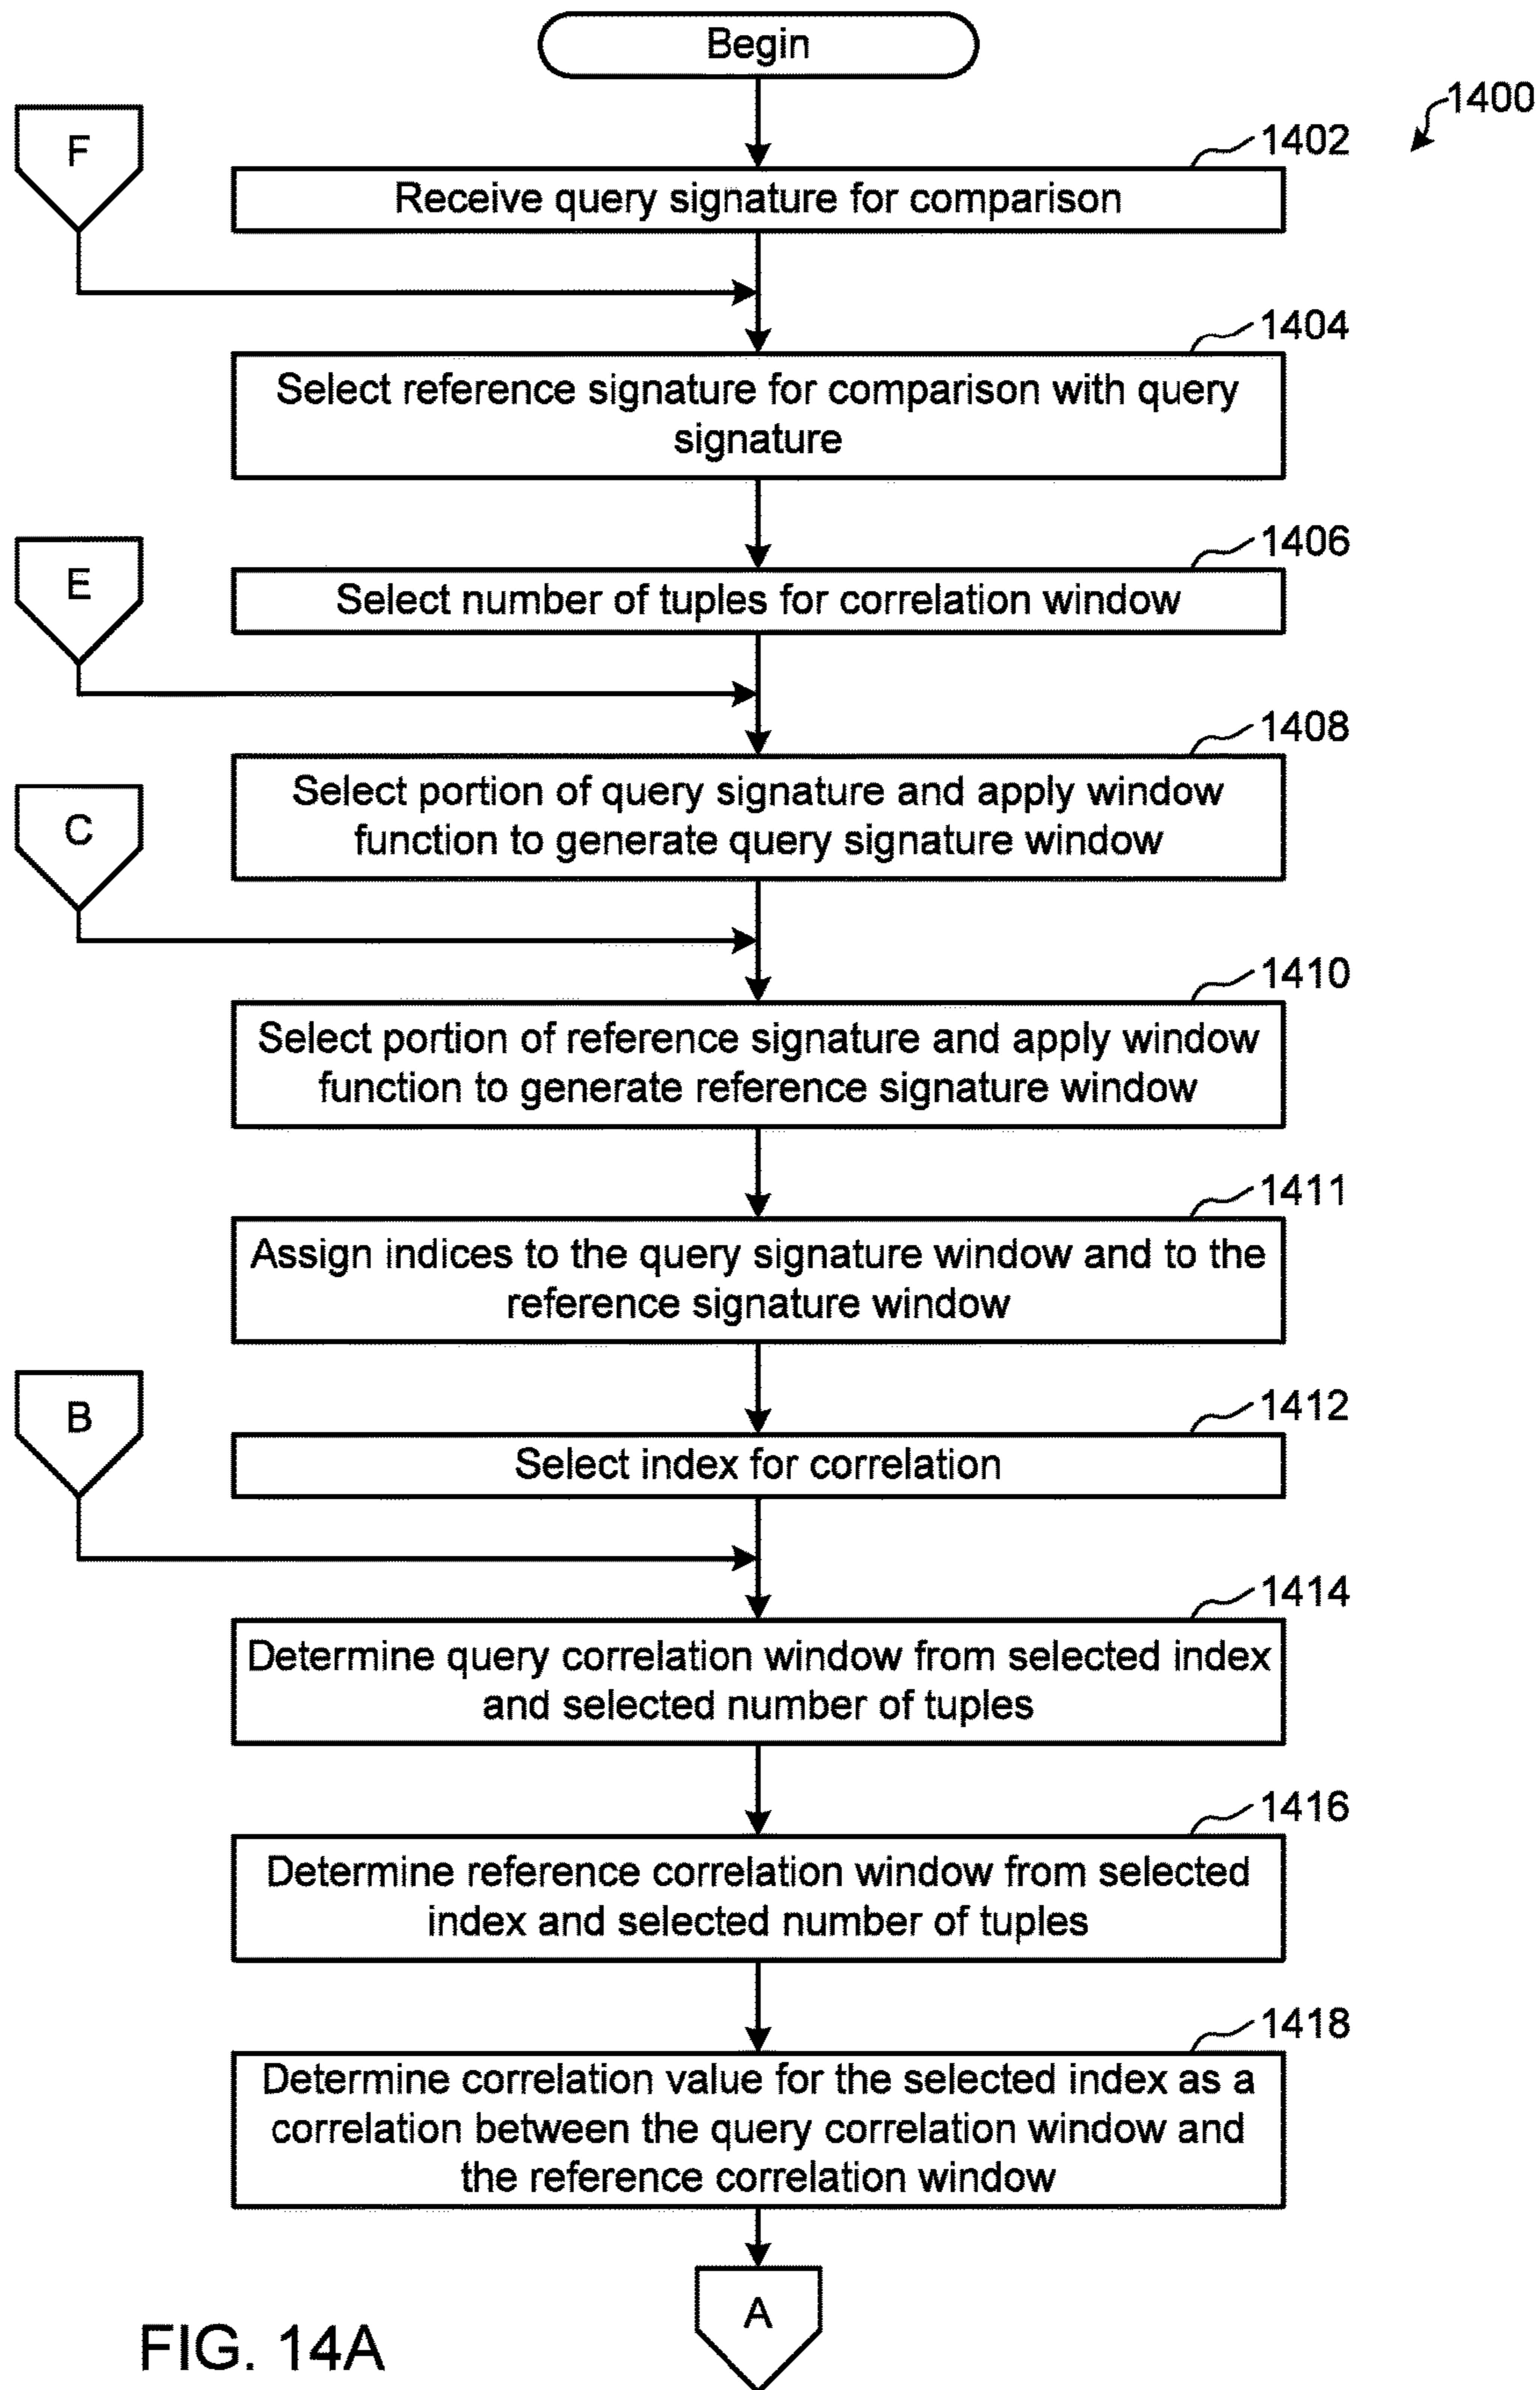 Begin
1400
F
1402
Receive query signature for comparison
1404
Select reference signature for comparison with query
signature
E
1406
Select number of tuples for correlation window
1408
C
Select portion of query signature and apply window
function to generate query signature window
1410
Select portion of reference signature and apply window
function to generate reference signature window
1411
Assign indices to the query signature window and to the
reference signature window
B
1412
Select index for correlation
1414
Determine query correlation window from selected index
and selected number of tuples
1416
Determine reference correlation window from selected
index and selected number of tuples
1418
Determine correlation value for the selected index as a
correlation between the query correlation window and
the reference correlation window
A
FIG. 14A